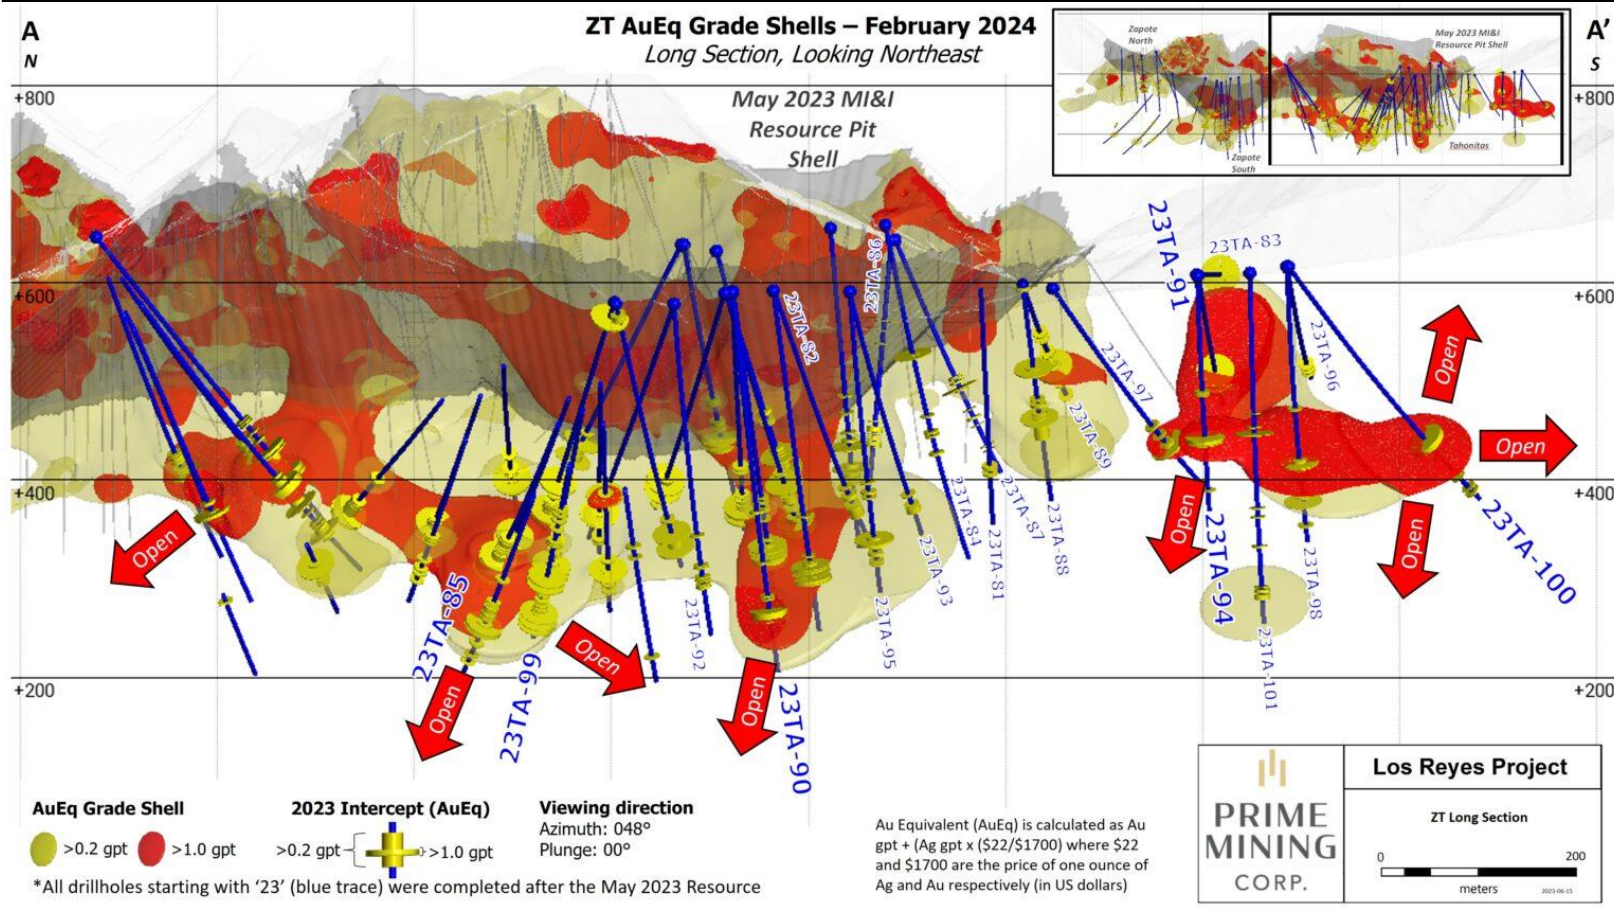 A
N
ZT AuEq Grade Shells – February 2024
Long Section, Looking Northeast
A’
S
Zapote
North
May 2023 MI&I
Resource Pit Shell
Zapote
South
Tahonitas
+800
+800
May 2023 MI&I
Resource Pit
Shell
+600
+600
+400
+400
+200
+200
23TA-91
23TA-83
23TA-86
23TA-82
23TA-97
23TA-96
23TA-89
Open
Open
Open
Open
Open
Open
Open
Open
23TA-85
23TA-99
23TA-92
23TA-90
23TA-95
23TA-93
23TA-84
23TA-81
23TA-87
23TA-88
23TA-94
23TA-101
23TA-98
23TA-100
AuEq Grade Shell
>0.2 gpt
>1.0 gpt
2023 Intercept (AuEq)
>0.2 gpt
>1.0 gpt
Viewing direction
Azimuth: 048°
Plunge: 00°
*All drillholes starting with ‘23’ (blue trace) were completed after the May 2023 Resource
Au Equivalent (AuEq) is calculated as Au
gpt + (Ag gpt x ($22/$1700) where $22
and $1700 are the price of one ounce of
Ag and Au respectively (in US dollars)
PRIME
MINING
CORP.
Los Reyes Project
ZT Long Section
0
200
meters
2023-06-15